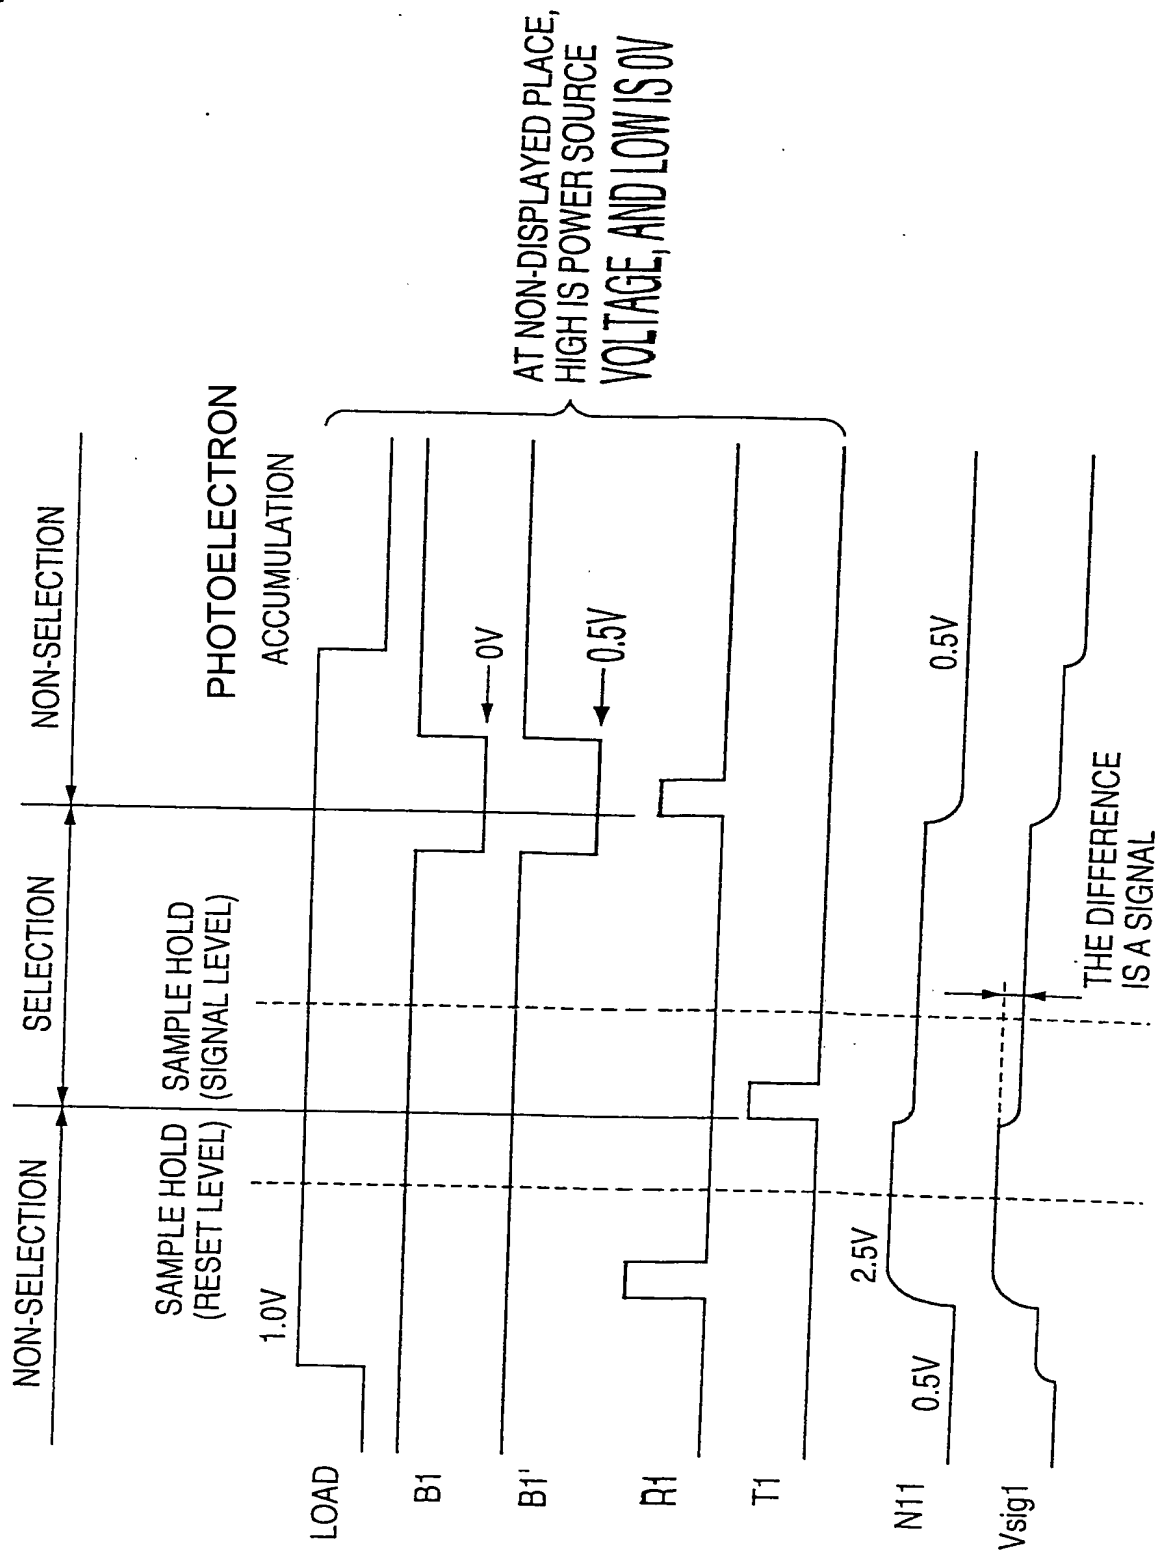 NON-SELECTION
SELECTION
NON-SELECTION
SAMPLE HOLD
(RESET LEVEL)
SAMPLE HOLD
(SIGNAL LEVEL)
PHOTOELECTRON
ACCUMULATION
LOAD
1.0V
B1
0V
B1'
0.5V
R1
T1
AT NON-DISPLAYED PLACE,
HIGH IS POWER SOURCE
VOLTAGE, AND LOW IS 0V
N11
0.5V
2.5V
0.5V
Vsig1
THE DIFFERENCE
IS A SIGNAL